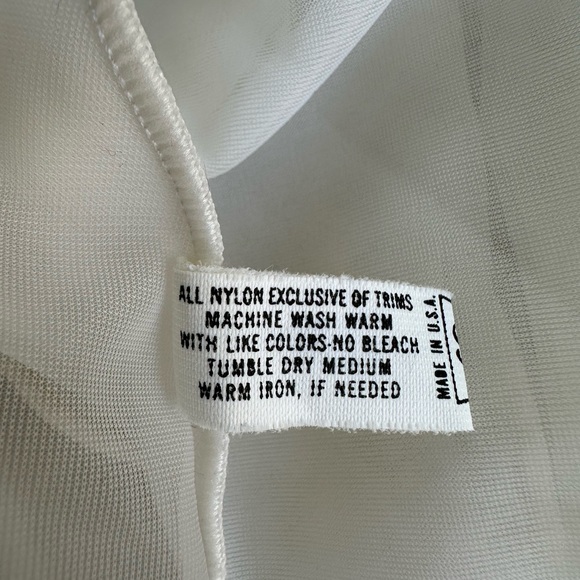 ALL NYLON EXCLUSIVE OF TRIMS
MACHINE WASH WARM
WITH LIKE COLORS-NO BLEACH
TUMBLE DRY MEDIUM
WARM IRON, IF NEEDED
MADE IN U.S.A.